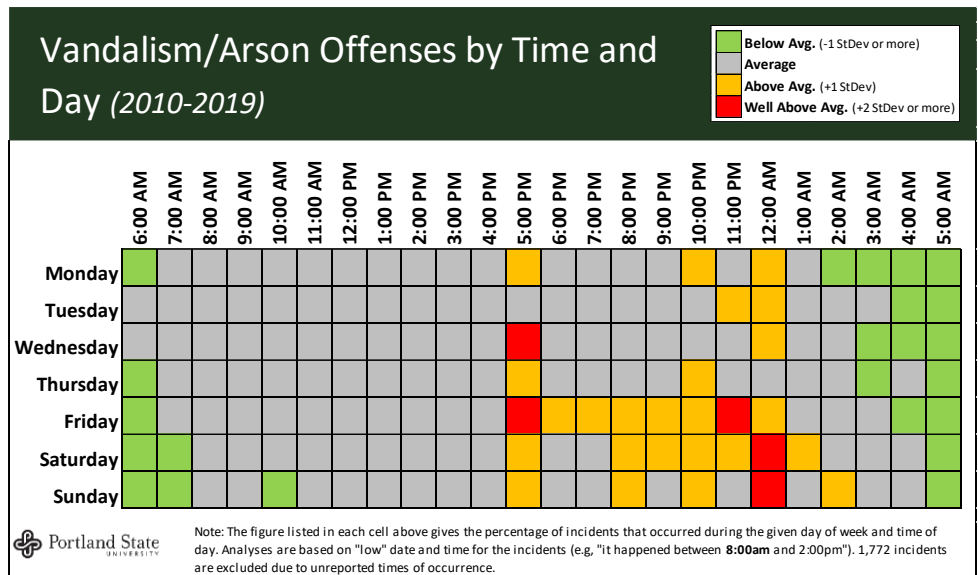 Vandalism/Arson Offenses by Time and
Day (2010-2019)
Below Avg. (-1 StDev or more)
Average
Above Avg. (+1 StDev)
Well Above Avg. (+2 StDev or more)
6:00 AM
7:00 AM
8:00 AM
9:00 AM
10:00 AM
11:00 AM
12:00 PM
1:00 PM
2:00 PM
3:00 PM
4:00 PM
5:00 PM
6:00 PM
7:00 PM
8:00 PM
9:00 PM
10:00 PM
11:00 PM
12:00 AM
1:00 AM
2:00 AM
3:00 AM
4:00 AM
5:00 AM
Monday
Tuesday
Wednesday
Thursday
Friday
Saturday
Sunday
Portland State
UNIVERSITY
Note: The figure listed in each cell above gives the percentage of incidents that occurred during the given day of week and time of
day. Analyses are based on "low" date and time for the incidents (e.g, "it happened between 8:00am and 2:00pm"). 1,772 incidents
are excluded due to unreported times of occurrence.